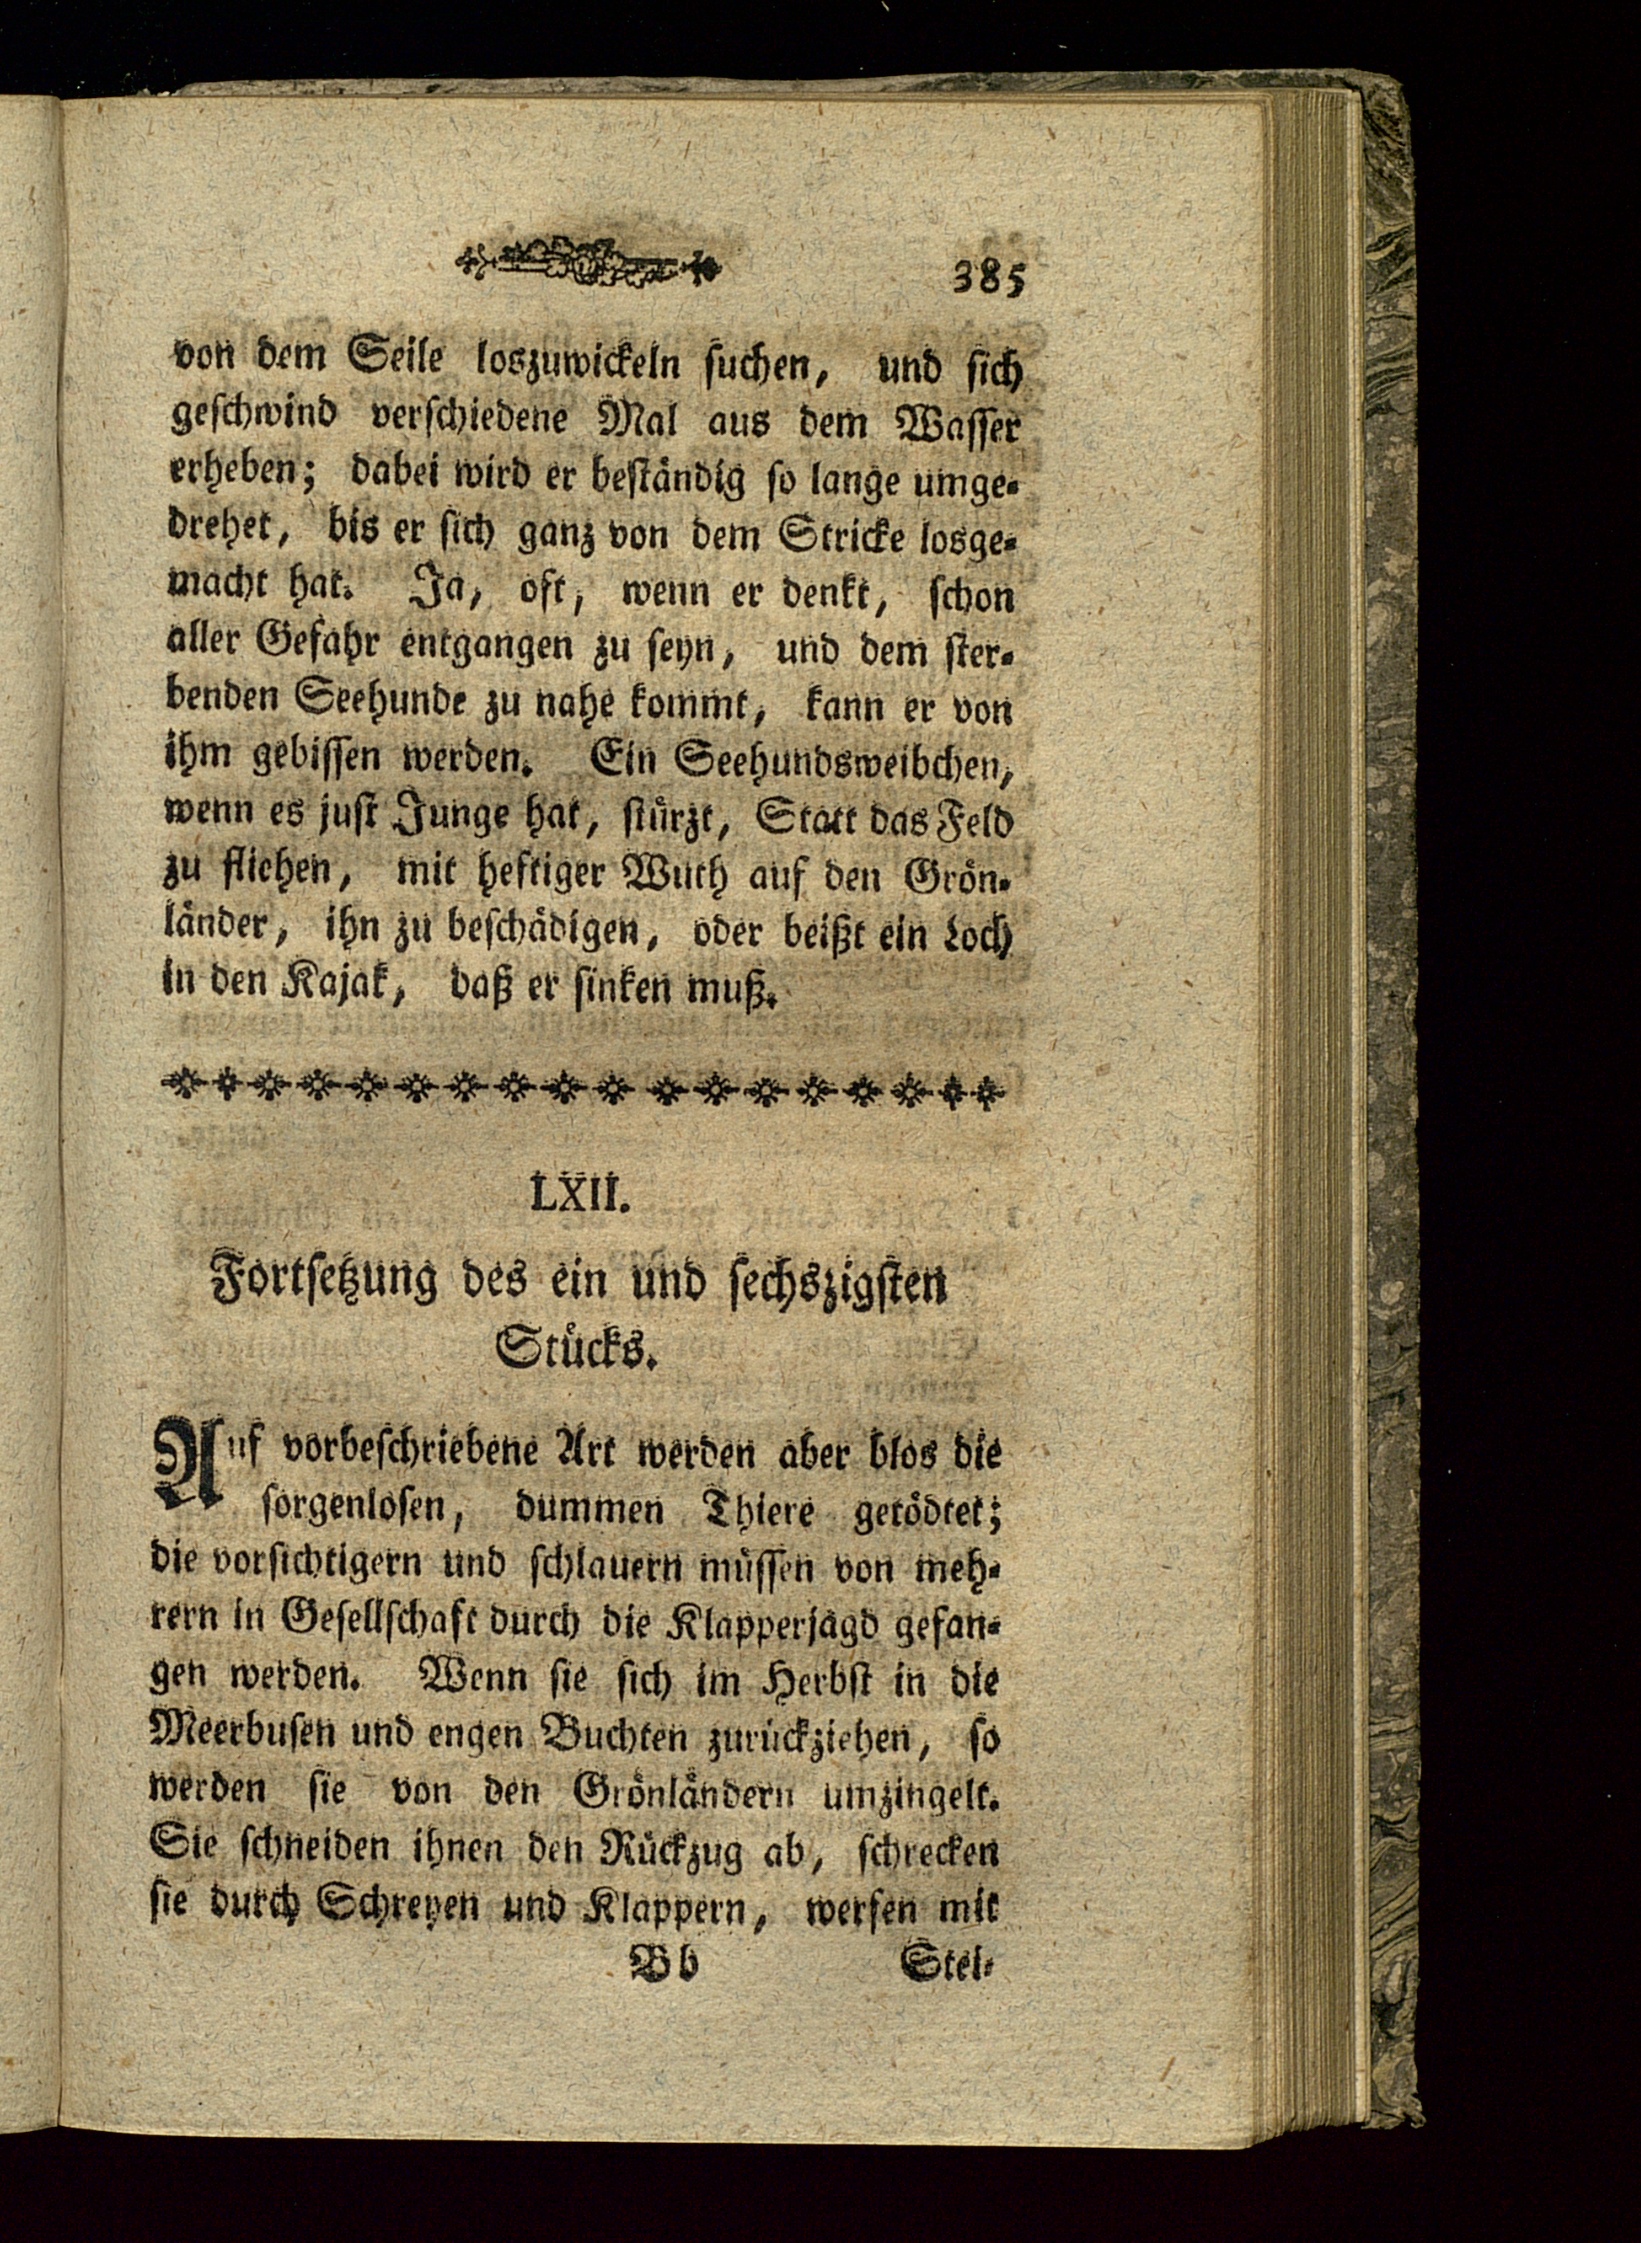 385
von dem Seile loszuwickeln suchen, und sich
geschwind verschiedene Mal aus dem Wasser
erheben; dabei wird er beständig so lange umge-
drehet, bis er sich ganz von dem Stricke losge-
macht hat. Ja, oft, wenn er denkt, schon
aller Gefahr entgangen zu seyn, und dem ster-
benden Seehunde zu nahe kommt, kann er von
ihm gebissen werden. Ein Seehundsweibchen,
wenn es just Junge hat, stürzt, Statt das Feld
zu fliehen, mit heftiger Wuth auf den Grön-
länder, ihn zu beschädigen, oder beißt ein Loch
in den Kajak, daß er sinken muß.
LXII.
Fortsetzung des ein und sechszigsten
Stücks.
Auf vorbeschriebene Art werden aber blos die
sorgenlosen, dummen Thiere getödtet;
die vorsichtigern und schlauern müssen von meh-
rern in Gesellschaft durch die Klapperjagd gefan-
gen werden. Wenn sie sich im Herbst in die
Meerbusen und engen Buchten zurückziehen, so
werden sie von den Grönländern umzingelt.
Sie schneiden ihnen den Rückzug ab, schrecken
sie durch Schreyen und Klappern, werfen mit
Bb Stei-